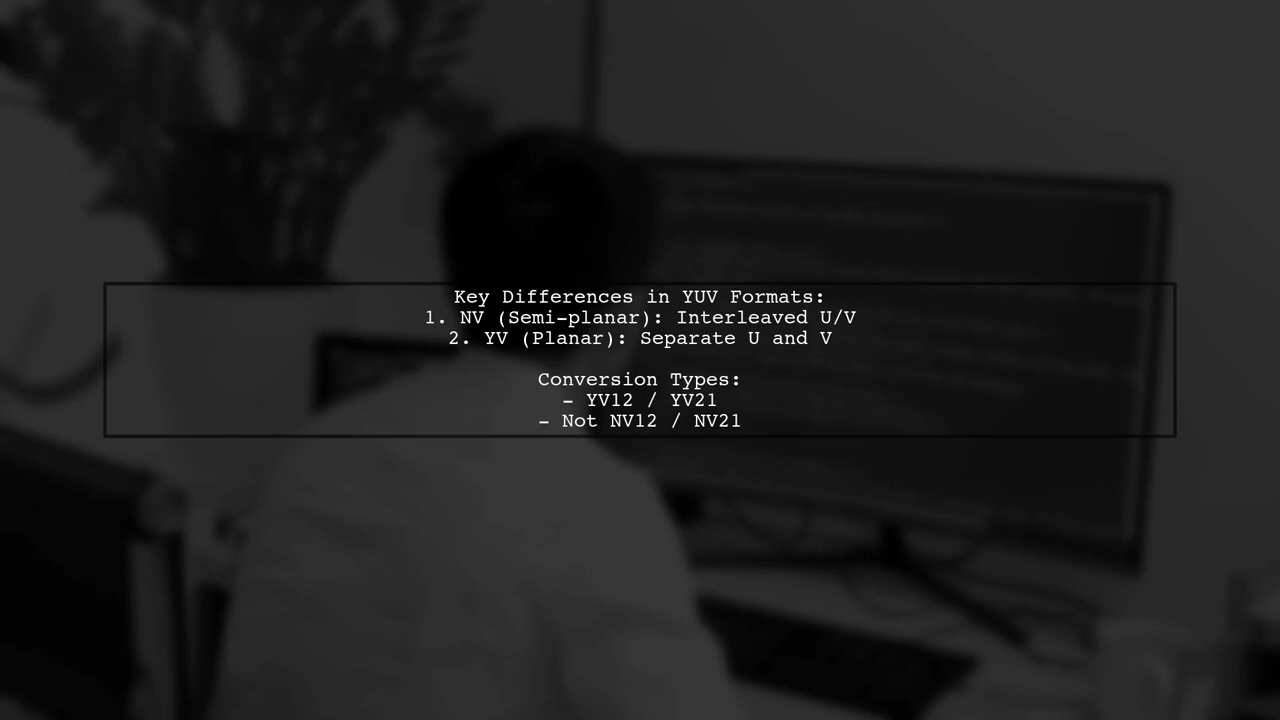 Key Differences in YUV Formats:
1. NV (Semi-planar): Interleaved U/V
2. YV (Planar): Separate U and V
Conversion Types:
- YV12 / YV21
- Not NV12 / NV21